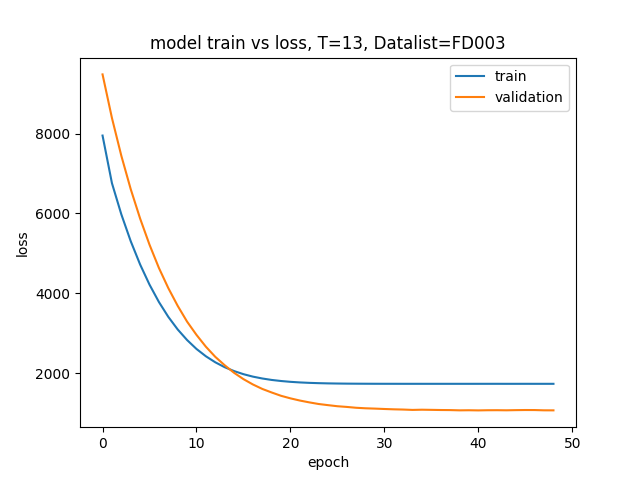 model train vs loss, T=13, Datalist=FD003
train
validation
8000
6000
4000
2000
loss
0 10 20 30 40 50
epoch